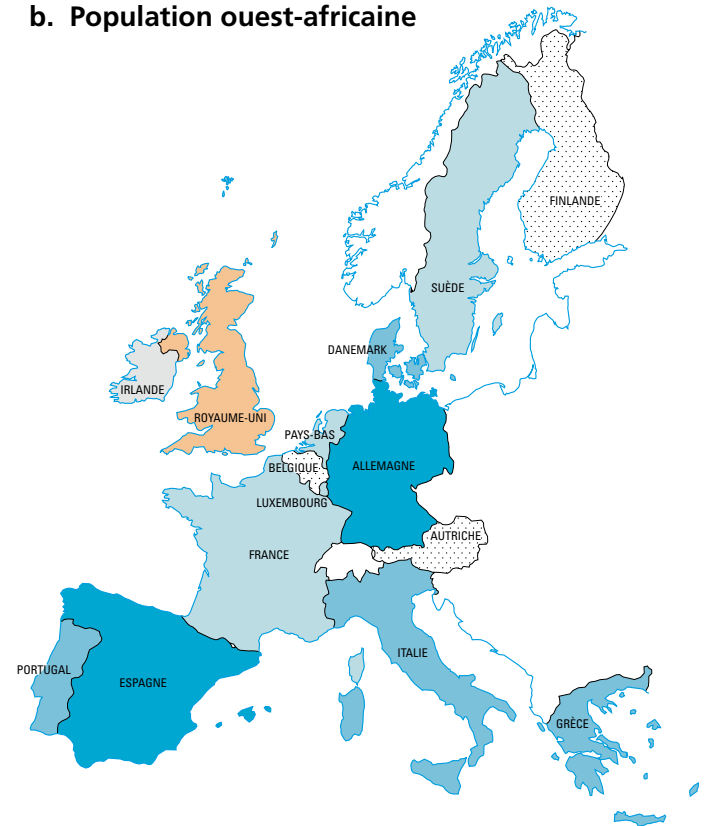 b. Population ouest-africaine
FINLANDE
SUÈDE
DANEMARK
IRLANDE
ROYAUME-UNI
PAYS-BAS
BELGIQUE
ALLEMAGNE
LUXEMBOURG
AUTRICHE
FRANCE
ITALIE
PORTUGAL
ESPAGNE
GRÈCE